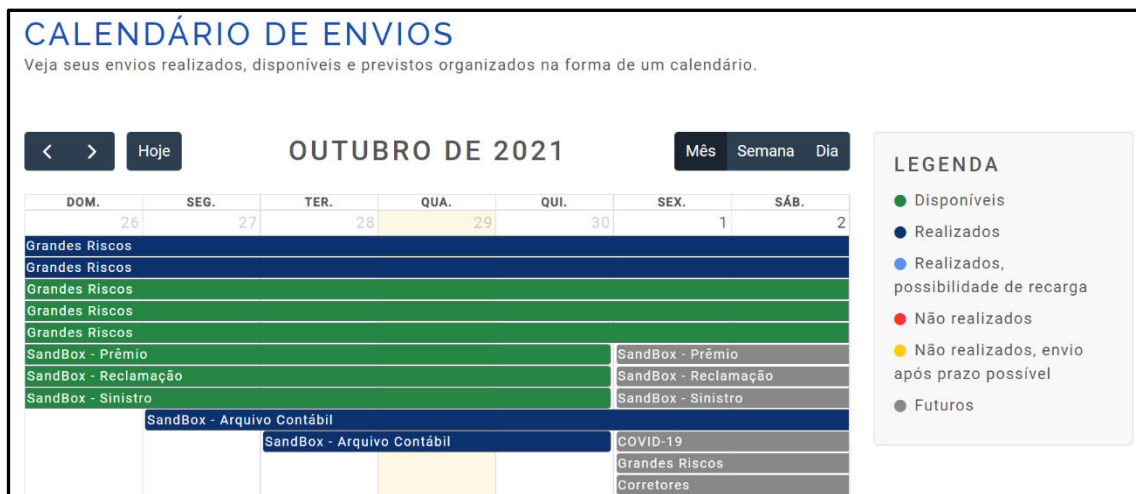 CALENDÁRIO DE ENVIOS
Veja seus envios realizados, disponíveis e previstos organizados na forma de um calendário.
Hoje
OUTUBRO DE 2021
Mês Semana Dia
DOM. SEG. TER. QUA. QUI. SEX. SÁB.
26 27 28 29 30 1 2
Grandes Riscos
Grandes Riscos
Grandes Riscos
Grandes Riscos
Grandes Riscos
SandBox - Prêmio SandBox - Prêmio
SandBox - Reclamação SandBox - Reclamação
SandBox - Sinistro SandBox - Sinistro
SandBox - Arquivo Contábil
SandBox - Arquivo Contábil COVID-19
Grandes Riscos
Corretores
LEGENDA
Disponíveis
Realizados
Realizados,
possibilidade de recarga
Não realizados
Não realizados, envio
após prazo possível
Futuros